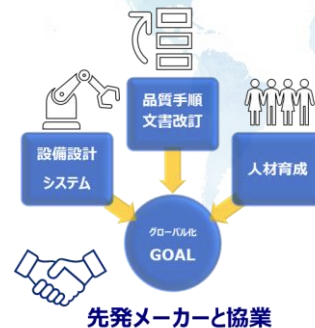 品質手順
文書改訂
設備設計
システム
人材育成
グローバル化
GOAL
先発メーカーと協業